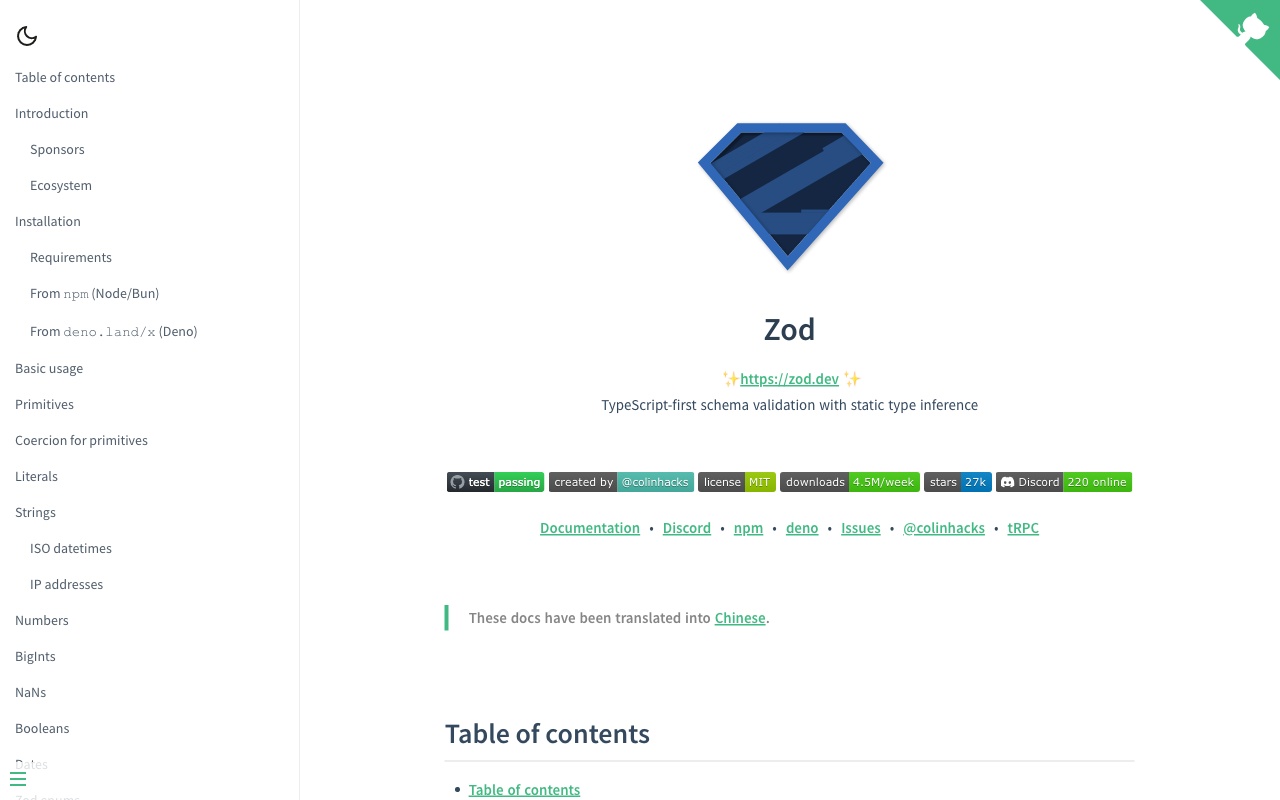 Table of contents
Introduction
Sponsors
Ecosystem
Installation
Requirements
From npm (Node/Bun)
From deno.land/x (Deno)
Basic usage
Primitives
Coercion for primitives
Literals
Strings
ISO datetimes
IP addresses
Numbers
BigInts
NaNs
Booleans
Dates
Zod enums
Zod
✨https://zod.dev ✨
TypeScript-first schema validation with static type inference
test passing created by @colinhacks license MIT downloads 4.5M/week stars 27k Discord 220 online
Documentation • Discord • npm • deno • Issues • @colinhacks • tRPC
These docs have been translated into Chinese.
Table of contents
• Table of contents